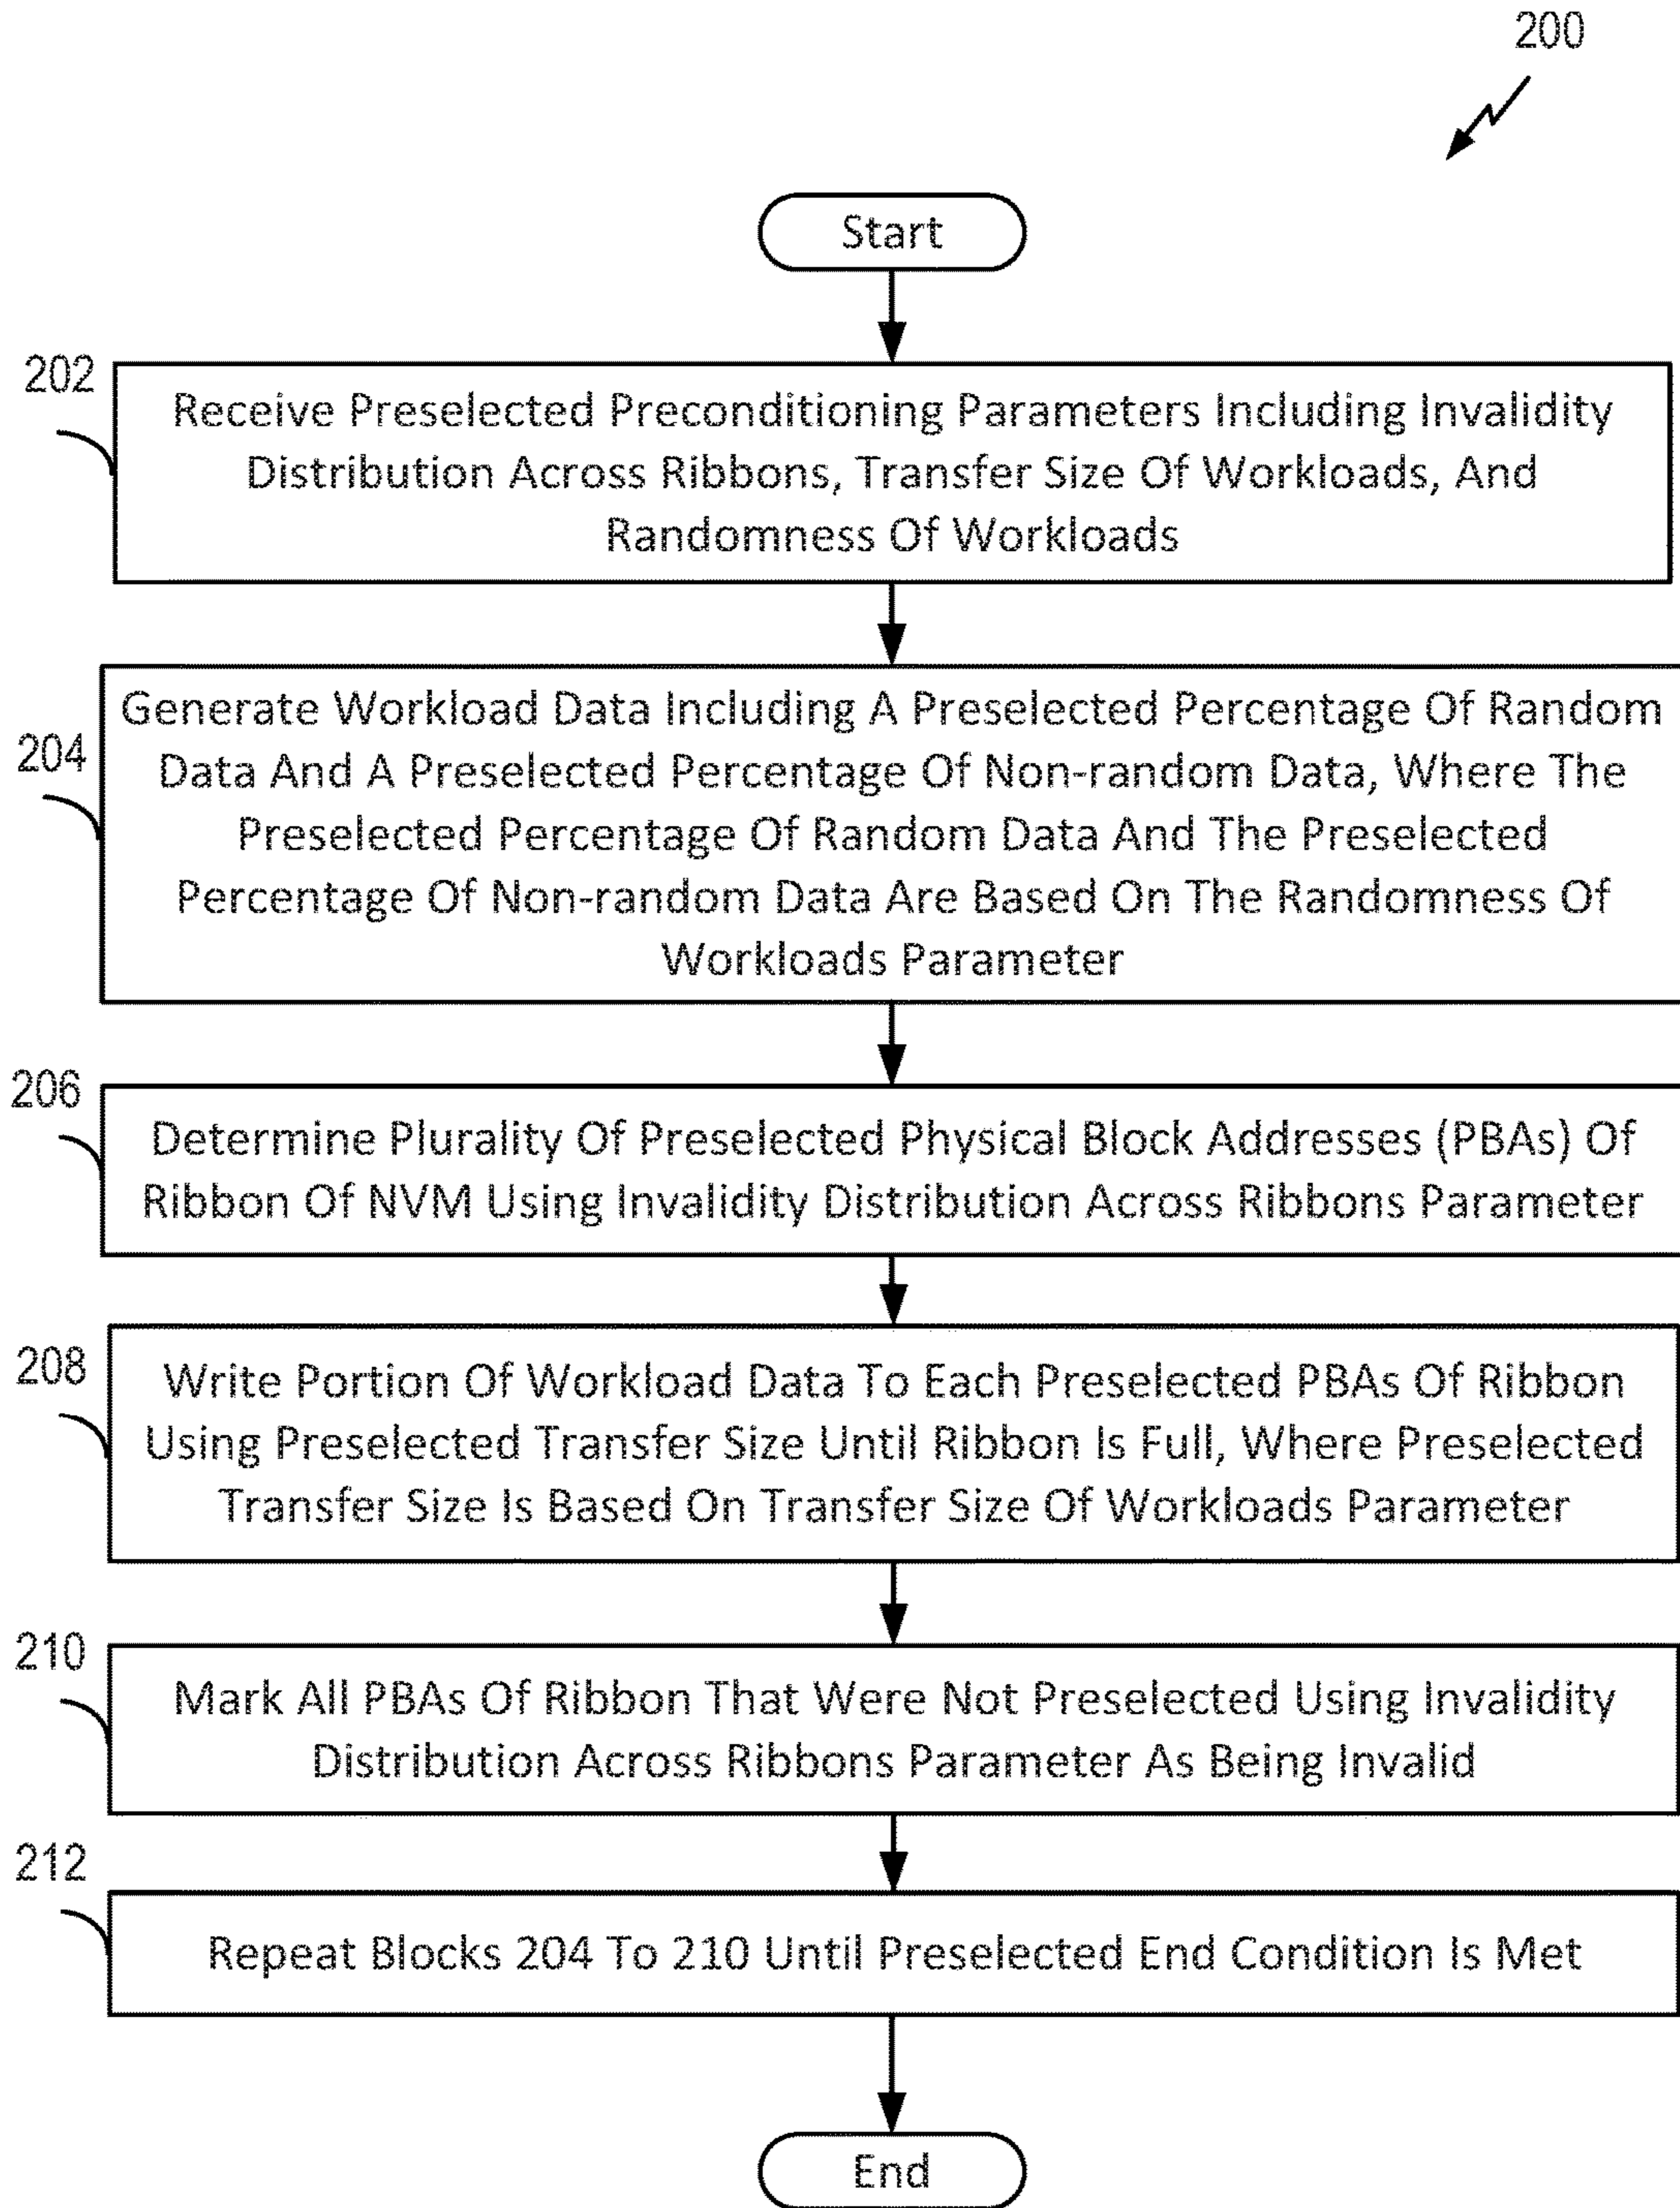 200
Start
202
Receive Preselected Preconditioning Parameters Including Invalidity
Distribution Across Ribbons, Transfer Size Of Workloads, And
Randomness Of Workloads
204
Generate Workload Data Including A Preselected Percentage Of Random
Data And A Preselected Percentage Of Non-random Data, Where The
Preselected Percentage Of Random Data And The Preselected
Percentage Of Non-random Data Are Based On The Randomness Of
Workloads Parameter
206
Determine Plurality Of Preselected Physical Block Addresses (PBAs) Of
Ribbon Of NVM Using Invalidity Distribution Across Ribbons Parameter
208
Write Portion Of Workload Data To Each Preselected PBAs Of Ribbon
Using Preselected Transfer Size Until Ribbon Is Full, Where Preselected
Transfer Size Is Based On Transfer Size Of Workloads Parameter
210
Mark All PBAs Of Ribbon That Were Not Preselected Using Invalidity
Distribution Across Ribbons Parameter As Being Invalid
212
Repeat Blocks 204 To 210 Until Preselected End Condition Is Met
End